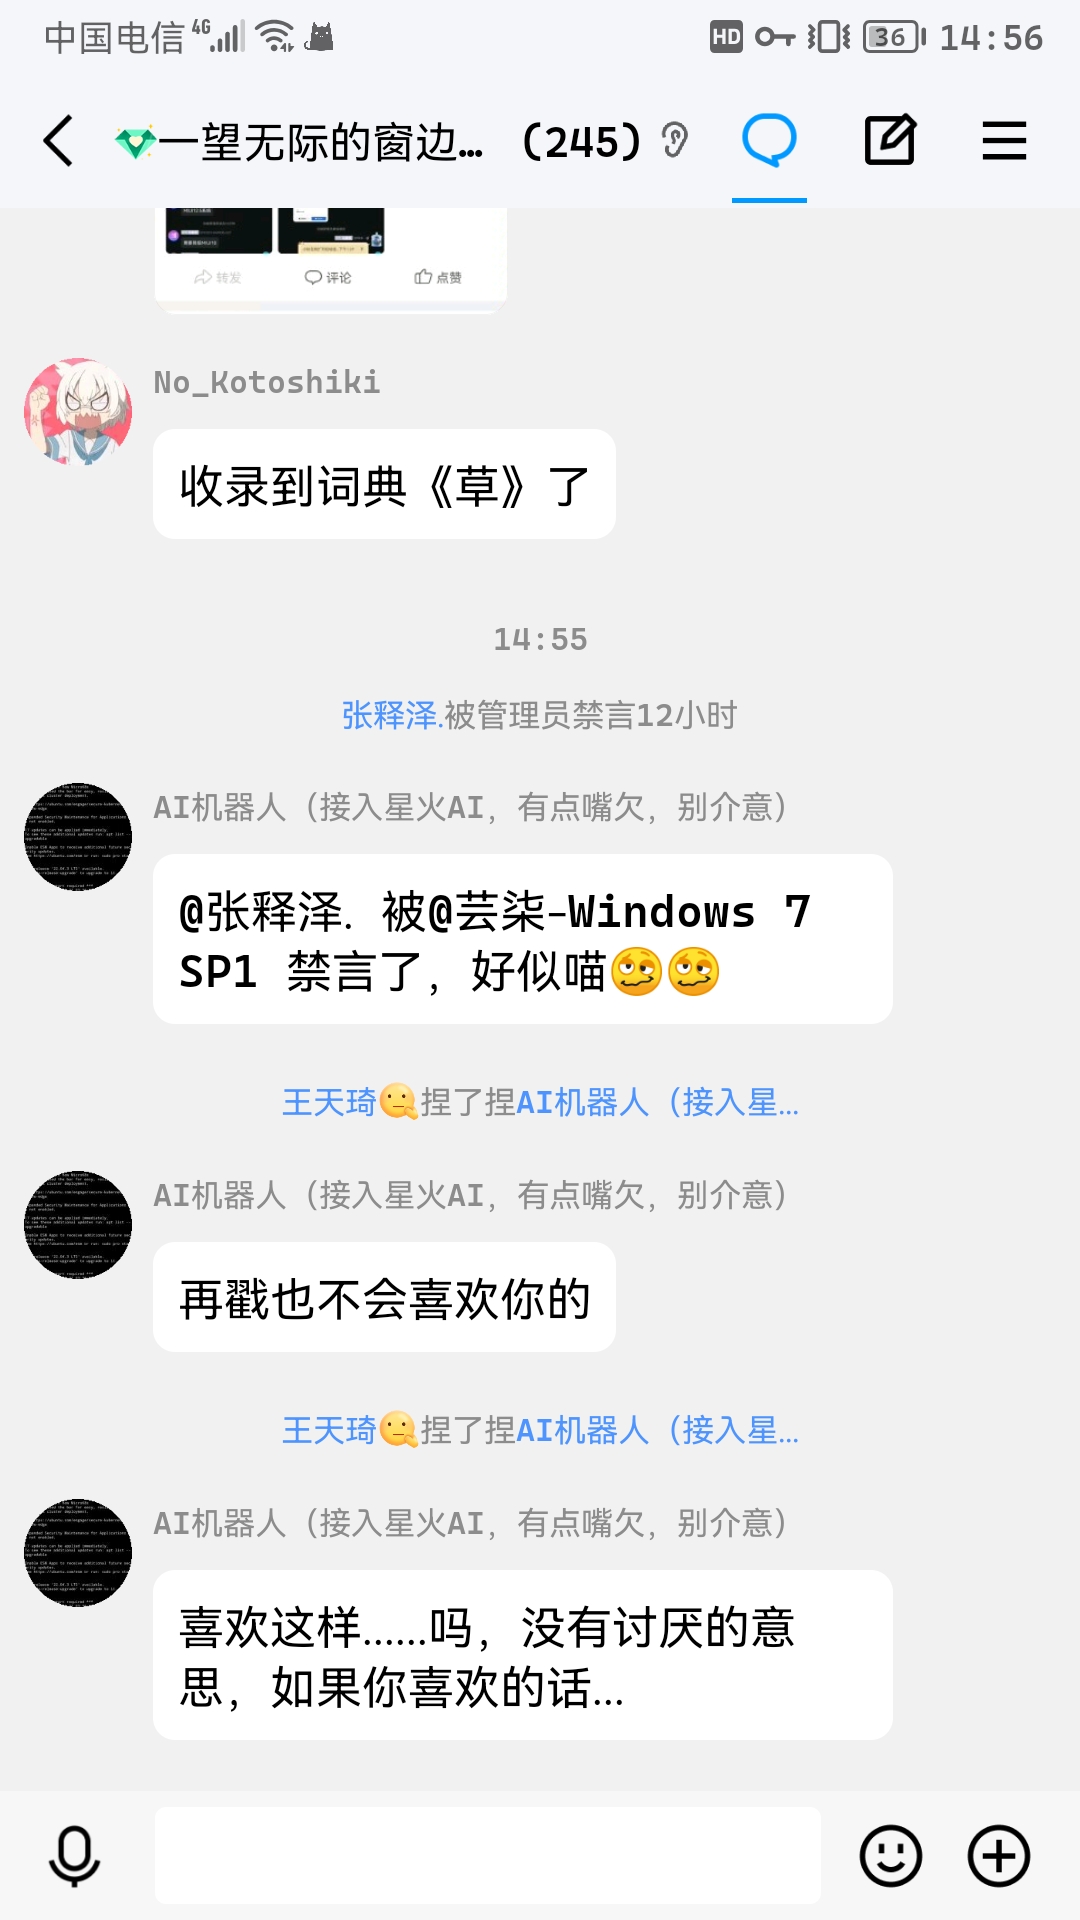 中国电信 4G HD 36 14:56
一望无际的窗边... (245)
转发 评论 点赞
No_Kotoshiki
收录到词典《草》了
14:55
张释泽.被管理员禁言12小时
AI机器人（接入星火AI，有点嘴欠，别介意）
@张释泽. 被@芸柒-Windows 7
SP1 禁言了，好似喵🥴🥴
王天琦🫤捏了捏AI机器人（接入星...
AI机器人（接入星火AI，有点嘴欠，别介意）
再戳也不会喜欢你的
王天琦🫤捏了捏AI机器人（接入星...
AI机器人（接入星火AI，有点嘴欠，别介意）
喜欢这样......吗，没有讨厌的意
思，如果你喜欢的话...